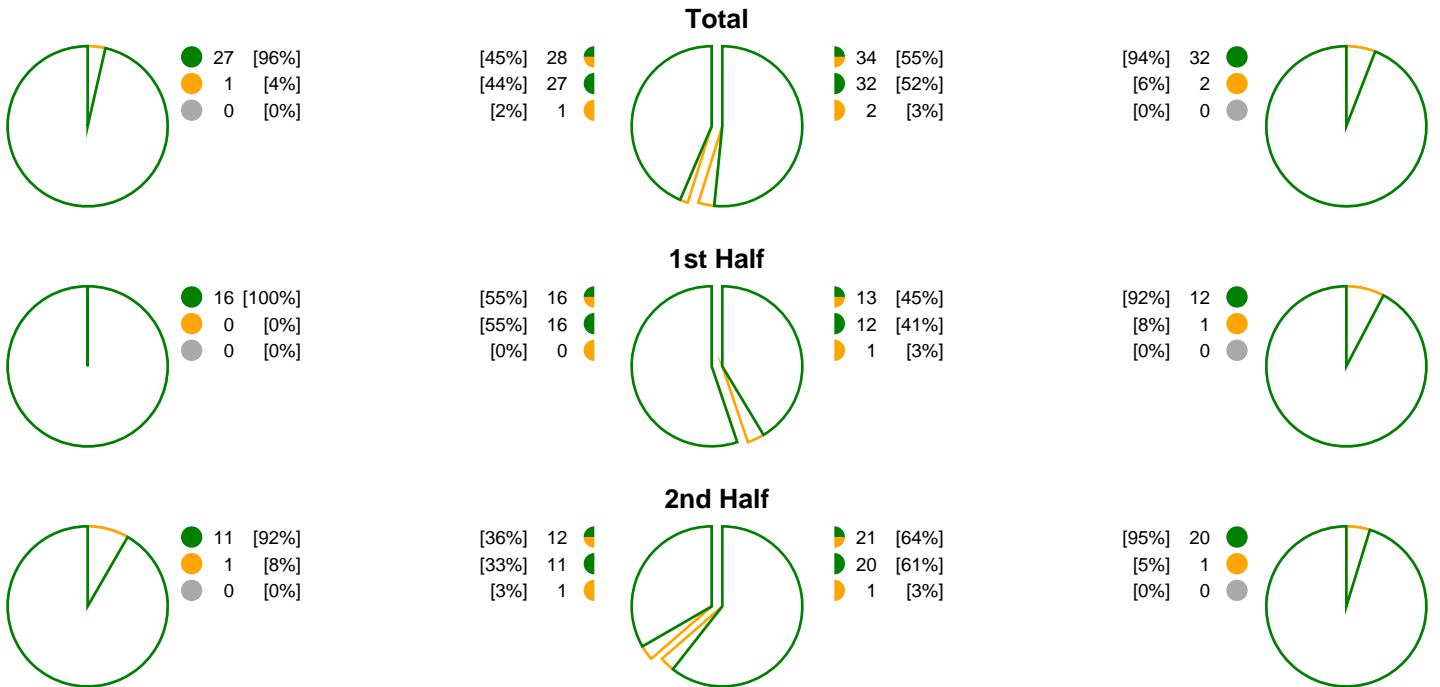 Total
27 [96%] [45%] 28 34 [55%] [94%] 32
1 [4%] [44%] 27 32 [52%] [6%] 2
0 [0%] [2%] 1 2 [3%] [0%] 0
1st Half
16 [100%] [55%] 16 13 [45%] [92%] 12
0 [0%] [55%] 16 12 [41%] [8%] 1
0 [0%] [0%] 0 1 [3%] [0%] 0
2nd Half
11 [92%] [36%] 12 21 [64%] [95%] 20
1 [8%] [33%] 11 20 [61%] [5%] 1
0 [0%] [3%] 1 1 [3%] [0%] 0